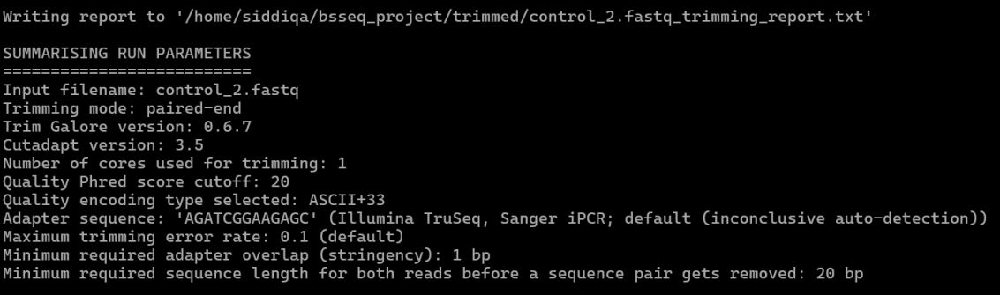 Writing report to '/home/siddiqa/bsseq_project/trimmed/control_2.fastq_trimming_report.txt'
SUMMARISING RUN PARAMETERS
==========================
Input filename: control_2.fastq
Trimming mode: paired-end
Trim Galore version: 0.6.7
Cutadapt version: 3.5
Number of cores used for trimming: 1
Quality Phred score cutoff: 20
Quality encoding type selected: ASCII+33
Adapter sequence: 'AGATCGGAAGAGC' (Illumina TruSeq, Sanger iPCR; default (inconclusive auto-detection))
Maximum trimming error rate: 0.1 (default)
Minimum required adapter overlap (stringency): 1 bp
Minimum required sequence length for both reads before a sequence pair gets removed: 20 bp